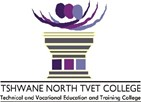 TSHWANE NORTH TVET COLLEGE
Technical and Vocational Education and Training College